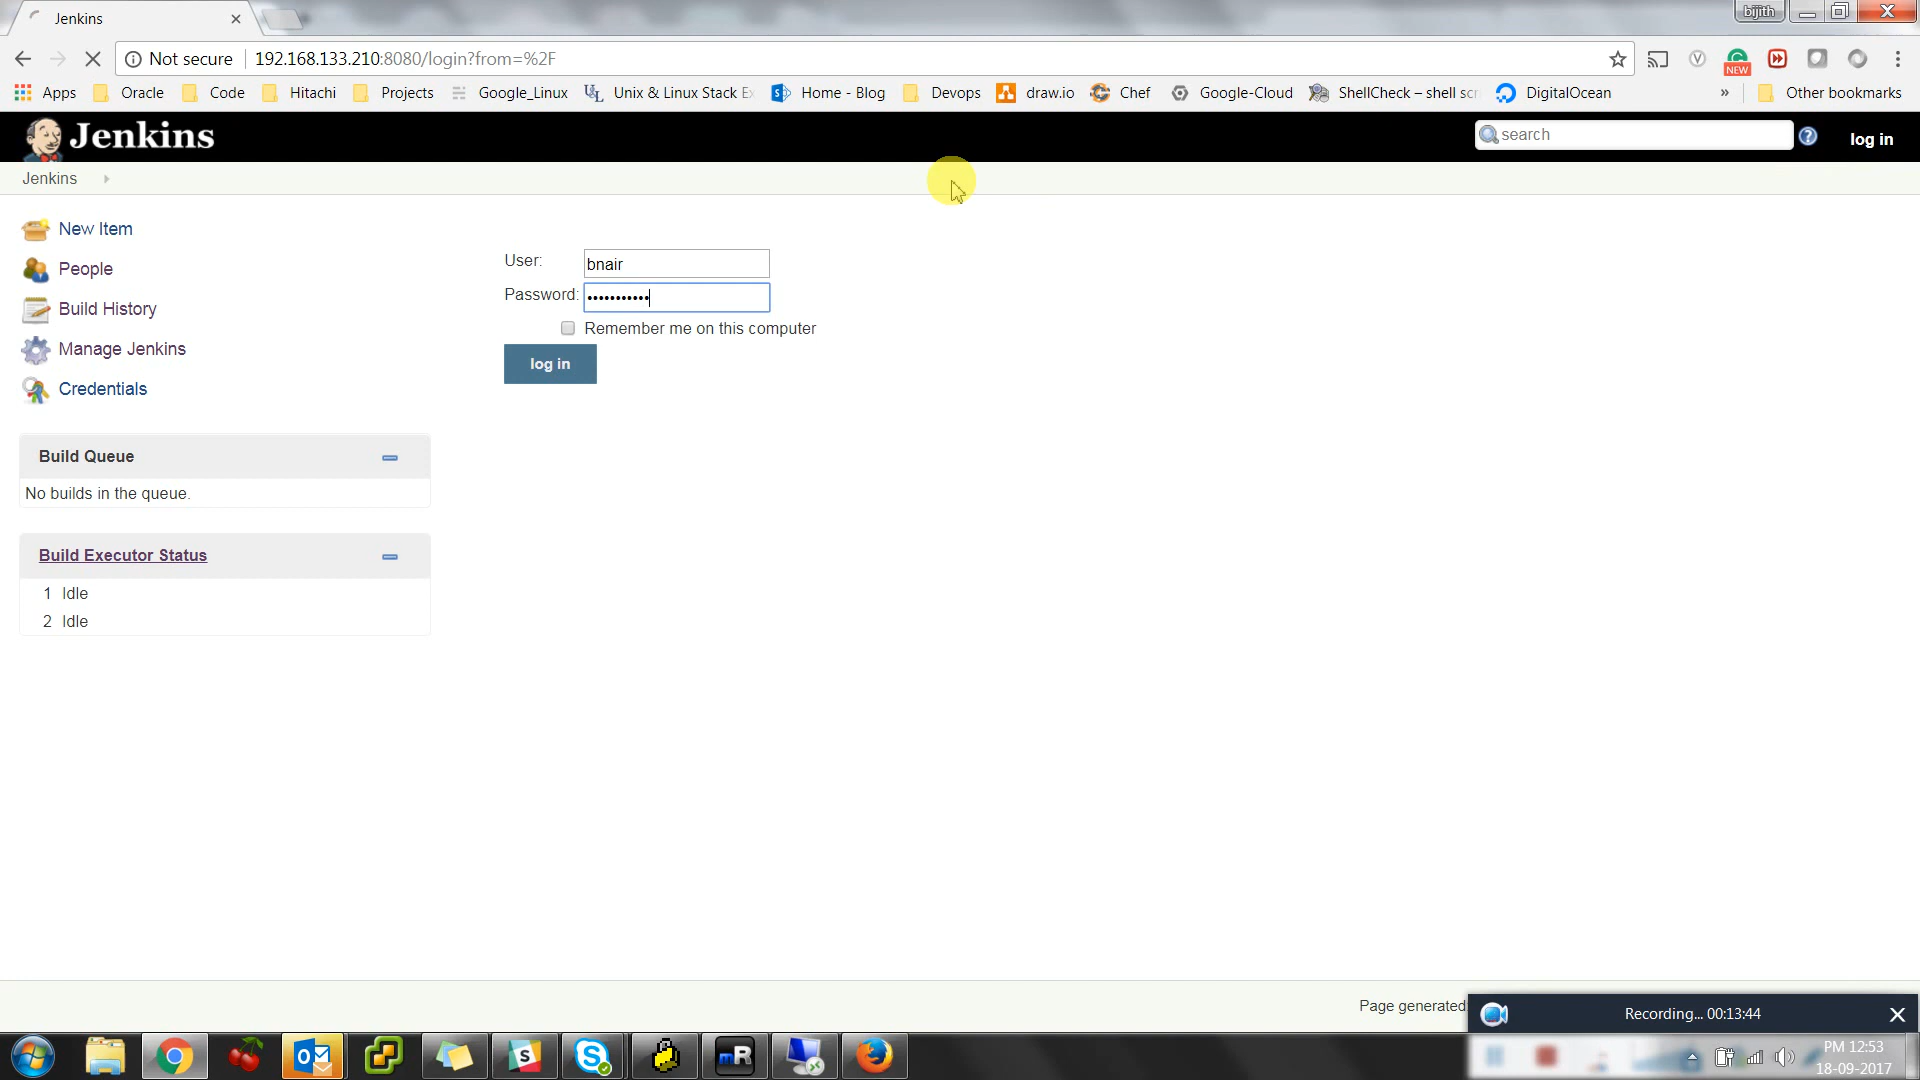 Jenkins
bijith
Not secure
192.168.133.210:8080/login?from=%2F
NEW
Apps
Oracle
Code
Hitachi
Projects
Google_Linux
Unix & Linux Stack E
Home - Blog
Devops
draw.io
Chef
Google-Cloud
ShellCheck – shell scr
DigitalOcean
»
Other bookmarks
Jenkins
search
log in
Jenkins
New Item
People
Build History
Manage Jenkins
Credentials
User:
bnair
Password:
•••••••••••
Remember me on this computer
log in
Build Queue
No builds in the queue.
Build Executor Status
1 Idle
2 Idle
Page generated
Recording... 00:13:44
mR
PM 12:53
18-09-2017